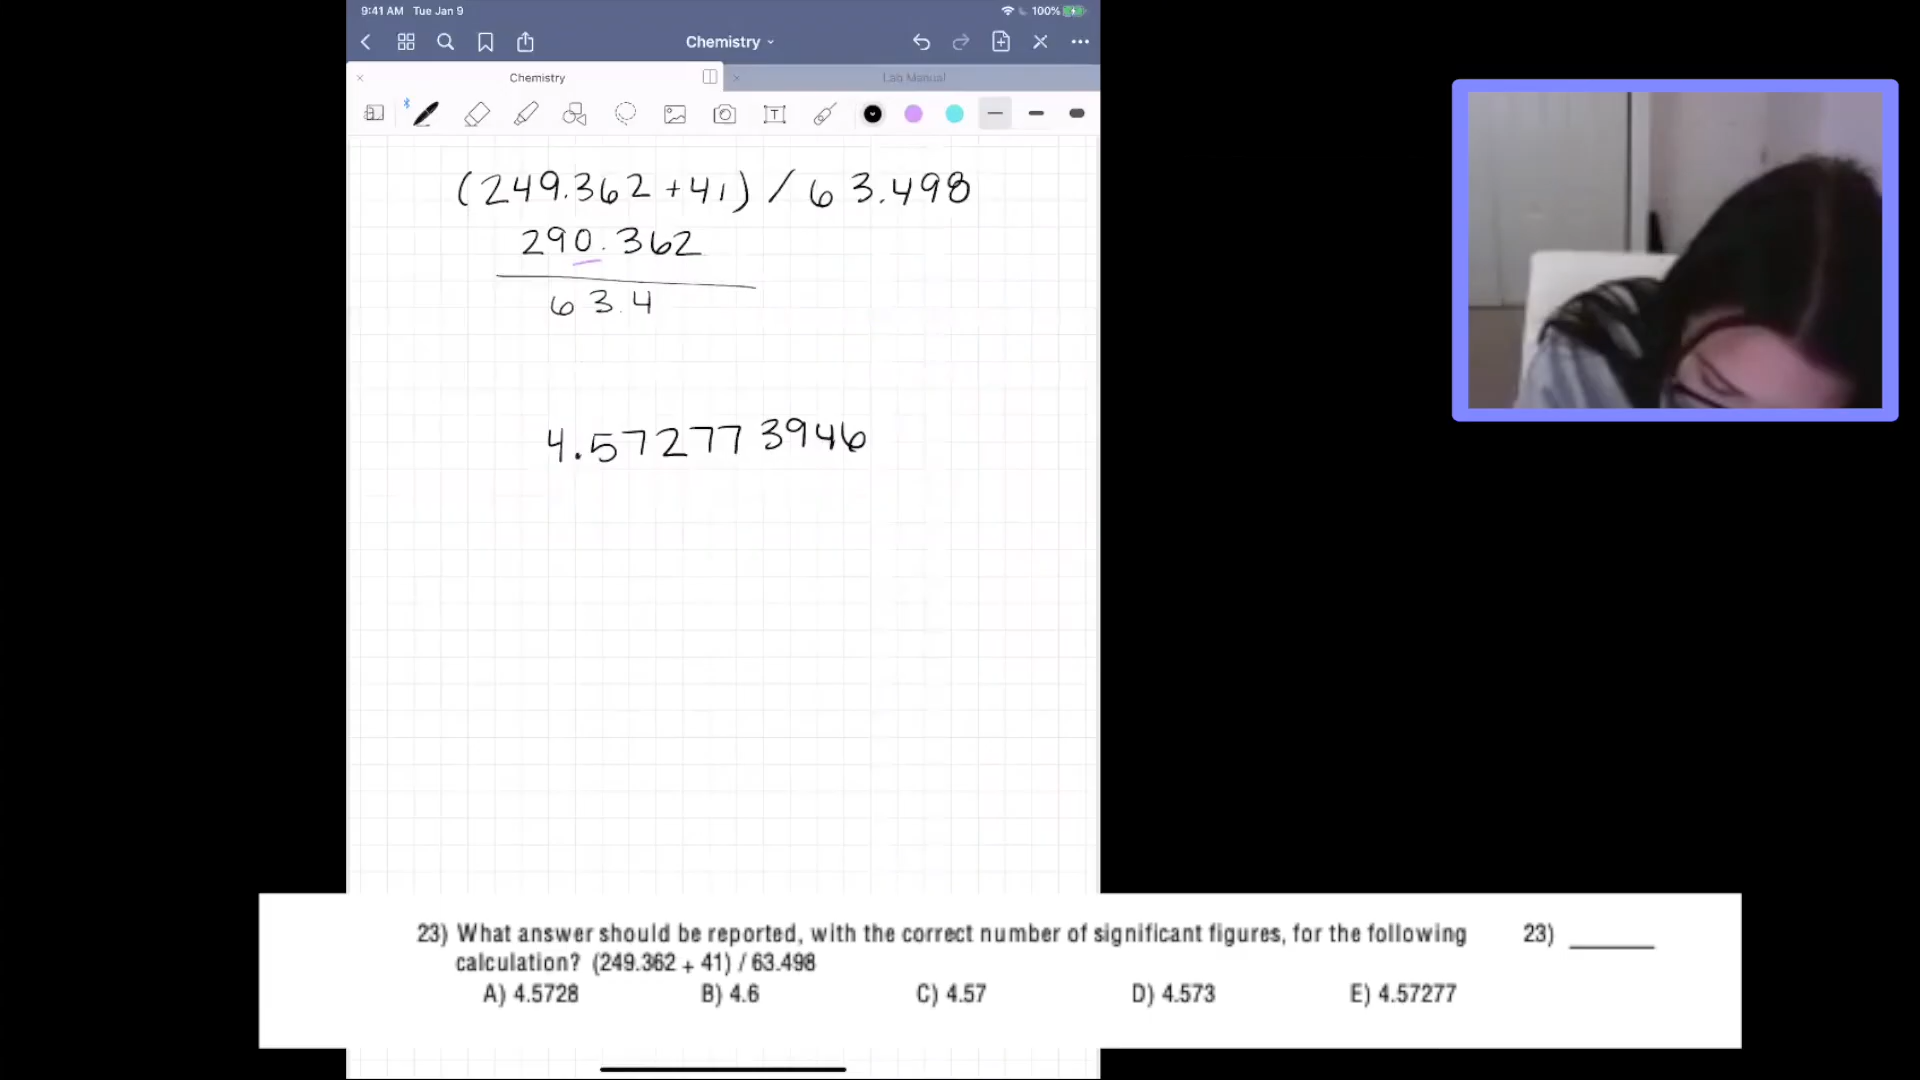 9:41 AM Tue Jan 9
100%
Chemistry
Chemistry
Lab Manual
T
(249.362 + 41) / 63.498
290.362
63.4
4.5727773946
23) What answer should be reported, with the correct number of significant figures, for the following 23) ______
calculation? (249.362 + 41) / 63.498
A) 4.5728 B) 4.6 C) 4.57 D) 4.573 E) 4.57277